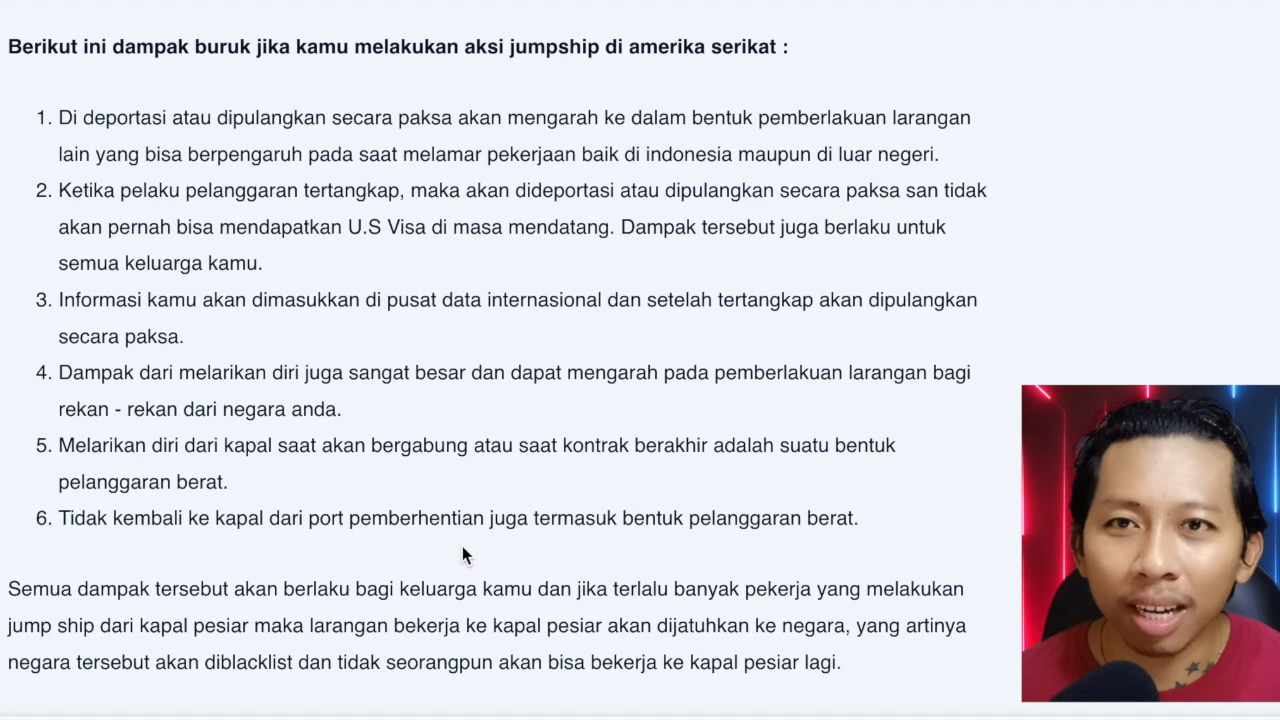 Berikut ini dampak buruk jika kamu melakukan aksi jumpship di amerika serikat :
1. Di deportasi atau dipulangkan secara paksa akan mengarah ke dalam bentuk pemberlakuan larangan
lain yang bisa berpengaruh pada saat melamar pekerjaan baik di indonesia maupun di luar negeri.
2. Ketika pelaku pelanggaran tertangkap, maka akan dideportasi atau dipulangkan secara paksa san tidak
akan pernah bisa mendapatkan U.S Visa di masa mendatang. Dampak tersebut juga berlaku untuk
semua keluarga kamu.
3. Informasi kamu akan dimasukkan di pusat data internasional dan setelah tertangkap akan dipulangkan
secara paksa.
4. Dampak dari melarikan diri juga sangat besar dan dapat mengarah pada pemberlakuan larangan bagi
rekan - rekan dari negara anda.
5. Melarikan diri dari kapal saat akan bergabung atau saat kontrak berakhir adalah suatu bentuk
pelanggaran berat.
6. Tidak kembali ke kapal dari port pemberhentian juga termasuk bentuk pelanggaran berat.
Semua dampak tersebut akan berlaku bagi keluarga kamu dan jika terlalu banyak pekerja yang melakukan
jump ship dari kapal pesiar maka larangan bekerja ke kapal pesiar akan dijatuhkan ke negara, yang artinya
negara tersebut akan diblacklist dan tidak seorangpun akan bisa bekerja ke kapal pesiar lagi.